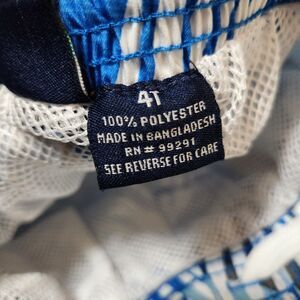 4T
100% POLYESTER
MADE IN BANGLADESH
RN# 99291
SEE REVERSE FOR CARE